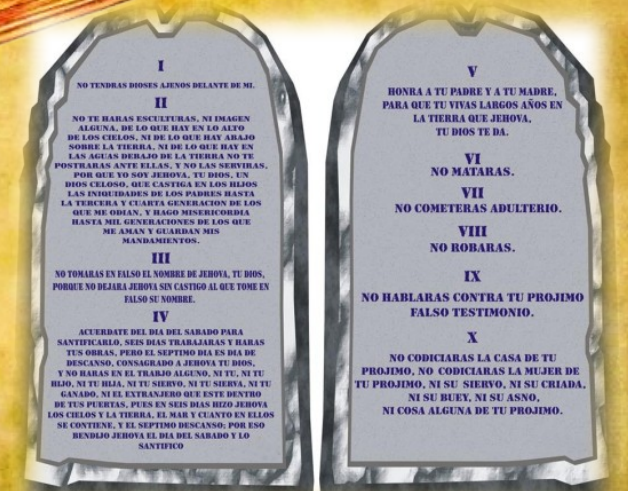 I
NO TENDRAS DIOSES AJENOS DELANTE DE MI.
II
NO TE HARAS ESCULTURAS, NI IMAGEN
ALGUNA, DE LO QUE HAY EN LO ALTO
DE LOS CIELOS, NI DE LO QUE HAY ABAJO
SOBRE LA TIERRA, NI DE LO QUE HAY EN
LAS AGUAS DEBAJO DE LA TIERRA NO TE
POSTRARAS ANTE ELLAS, Y NO LAS SERVIRAS,
POR QUE YO SOY JEHOVA, TU DIOS, UN
DIOS CELOSO, QUE CASTIGA EN LOS HIJOS
LAS INIQUIDADES DE LOS PADRES HASTA
LA TERCERA Y CUARTA GENERACION DE LOS
QUE ME ODIAN, Y HAGO MISERICORDIA
HASTA MIL GENERACIONES DE LOS QUE
ME AMAN Y GUARDAN MIS
MANDAMIENTOS.
III
NO TOMARAS EN FALSO EL NOMBRE DE JEHOVA, TU DIOS,
PORQUE NO DEJARA JEHOVA SIN CASTIGO AL QUE TOME EN
FALSO SU NOMBRE.
IV
ACUERDATE DEL DIA DEL SABADO PARA
SANTIFICARLO, SEIS DIAS TRABAJARAS Y HARAS
TUS OBRAS, PERO EL SEPTIMO DIA ES DIA DE
DESCANSO, CONSAGRADO A JEHOVA TU DIOS,
Y NO HARAS EN EL TRABJO ALGUNO, NI TU, NI TU
HIJO, NI TU HIJA, NI TU SIERVO, NI TU SIERVA, NI TU
GANADO, NI EL EXTRANJERO QUE ESTE DENTRO
DE TUS PUERTAS, PUES EN SEIS DIAS HIZO JEHOVA
LOS CIELOS Y LA TIERRA, EL MAR Y CUANTO EN ELLOS
SE CONTIENE, Y EL SEPTIMO DESCANSO; POR ESO
BENDIJO JEHOVA EL DIA DEL SABADO Y LO
SANTIFICO
V
HONRA A TU PADRE Y A TU MADRE,
PARA QUE TU VIVAS LARGOS AÑOS EN
LA TIERRA QUE JEHOVA,
TU DIOS TE DA.
VI
NO MATARAS.
VII
NO COMETERAS ADULTERIO.
VIII
NO ROBARAS.
IX
NO HABLARAS CONTRA TU PROJIMO
FALSO TESTIMONIO.
X
NO CODICIARAS LA CASA DE TU
PROJIMO, NO CODICIARAS LA MUJER DE
TU PROJIMO, NI SU SIERVO, NI SU CRIADA,
NI SU BUEY, NI SU ASNO,
NI COSA ALGUNA DE TU PROJIMO.